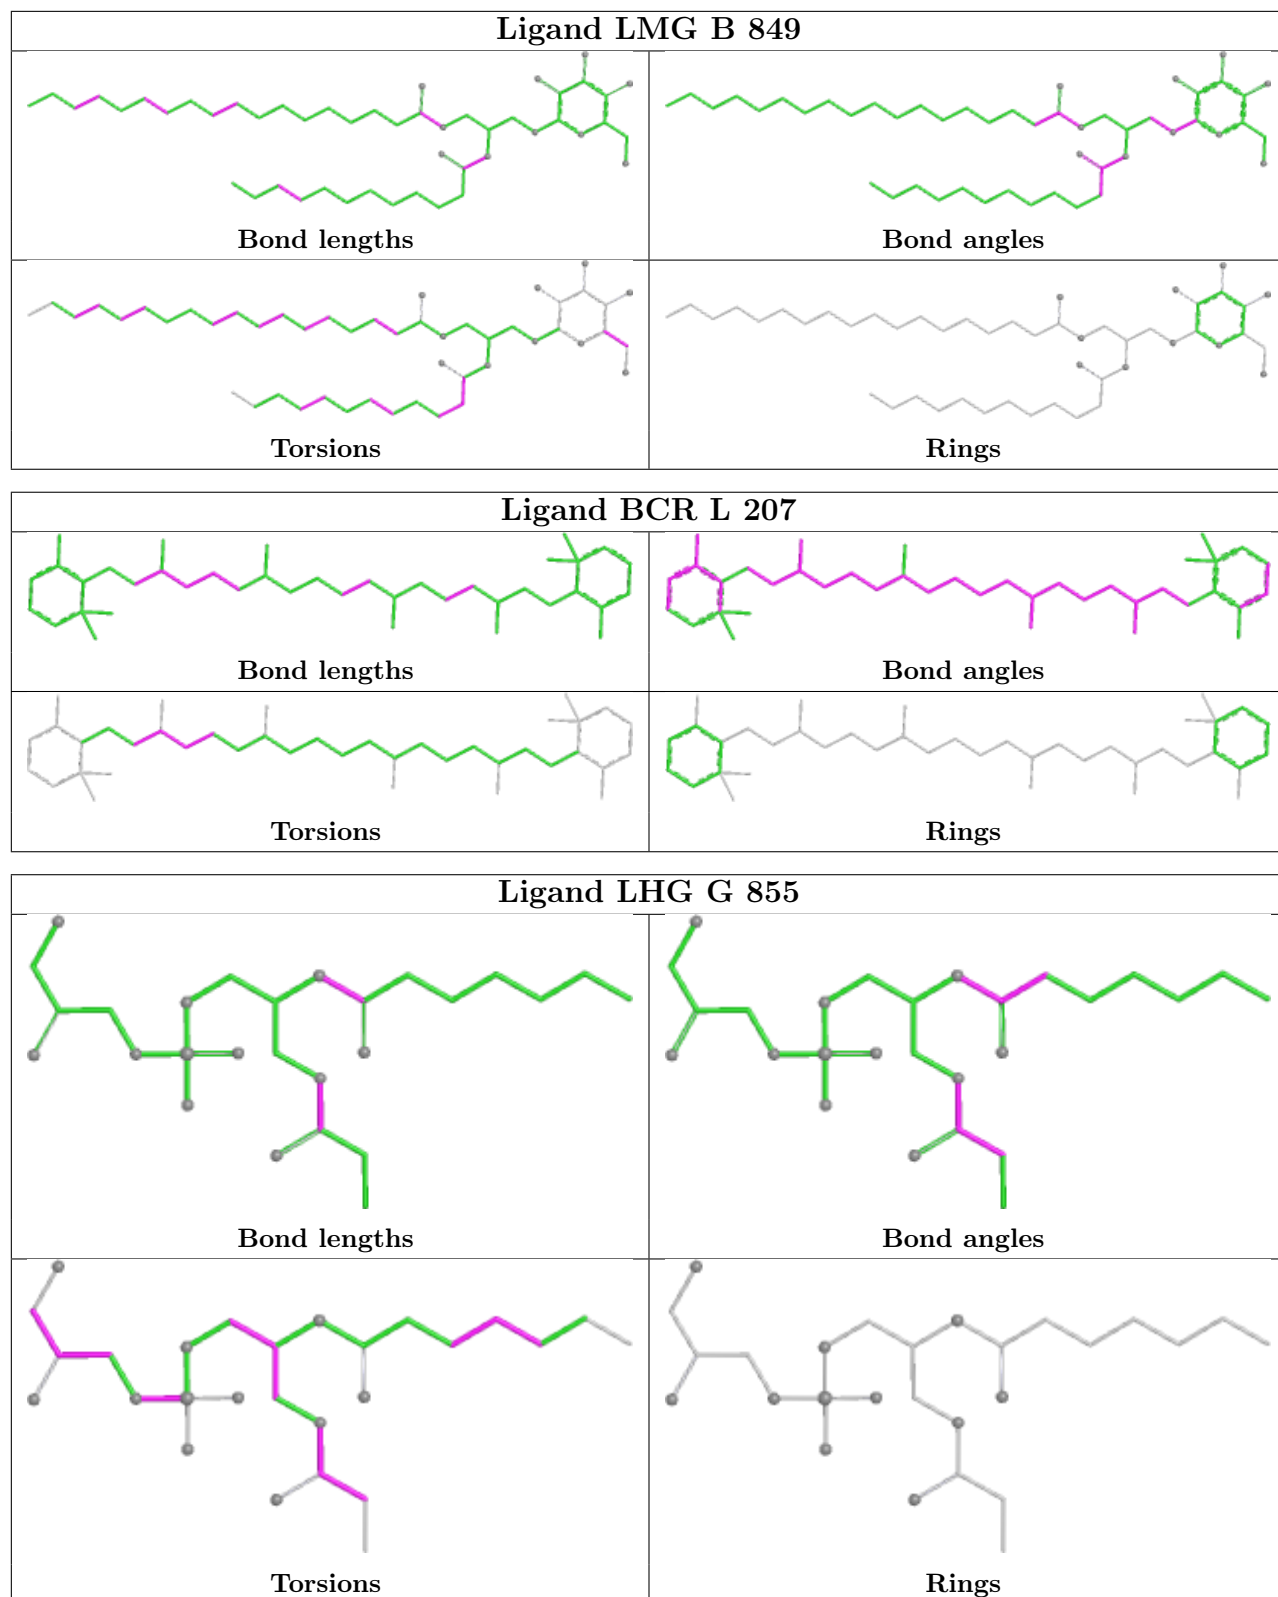 Ligand LMG B 849
Bond lengths
Bond angles
Torsions
Rings
Ligand BCR L 207
Bond lengths
Bond angles
Torsions
Rings
Ligand LHG G 855
Bond lengths
Bond angles
Torsions
Rings